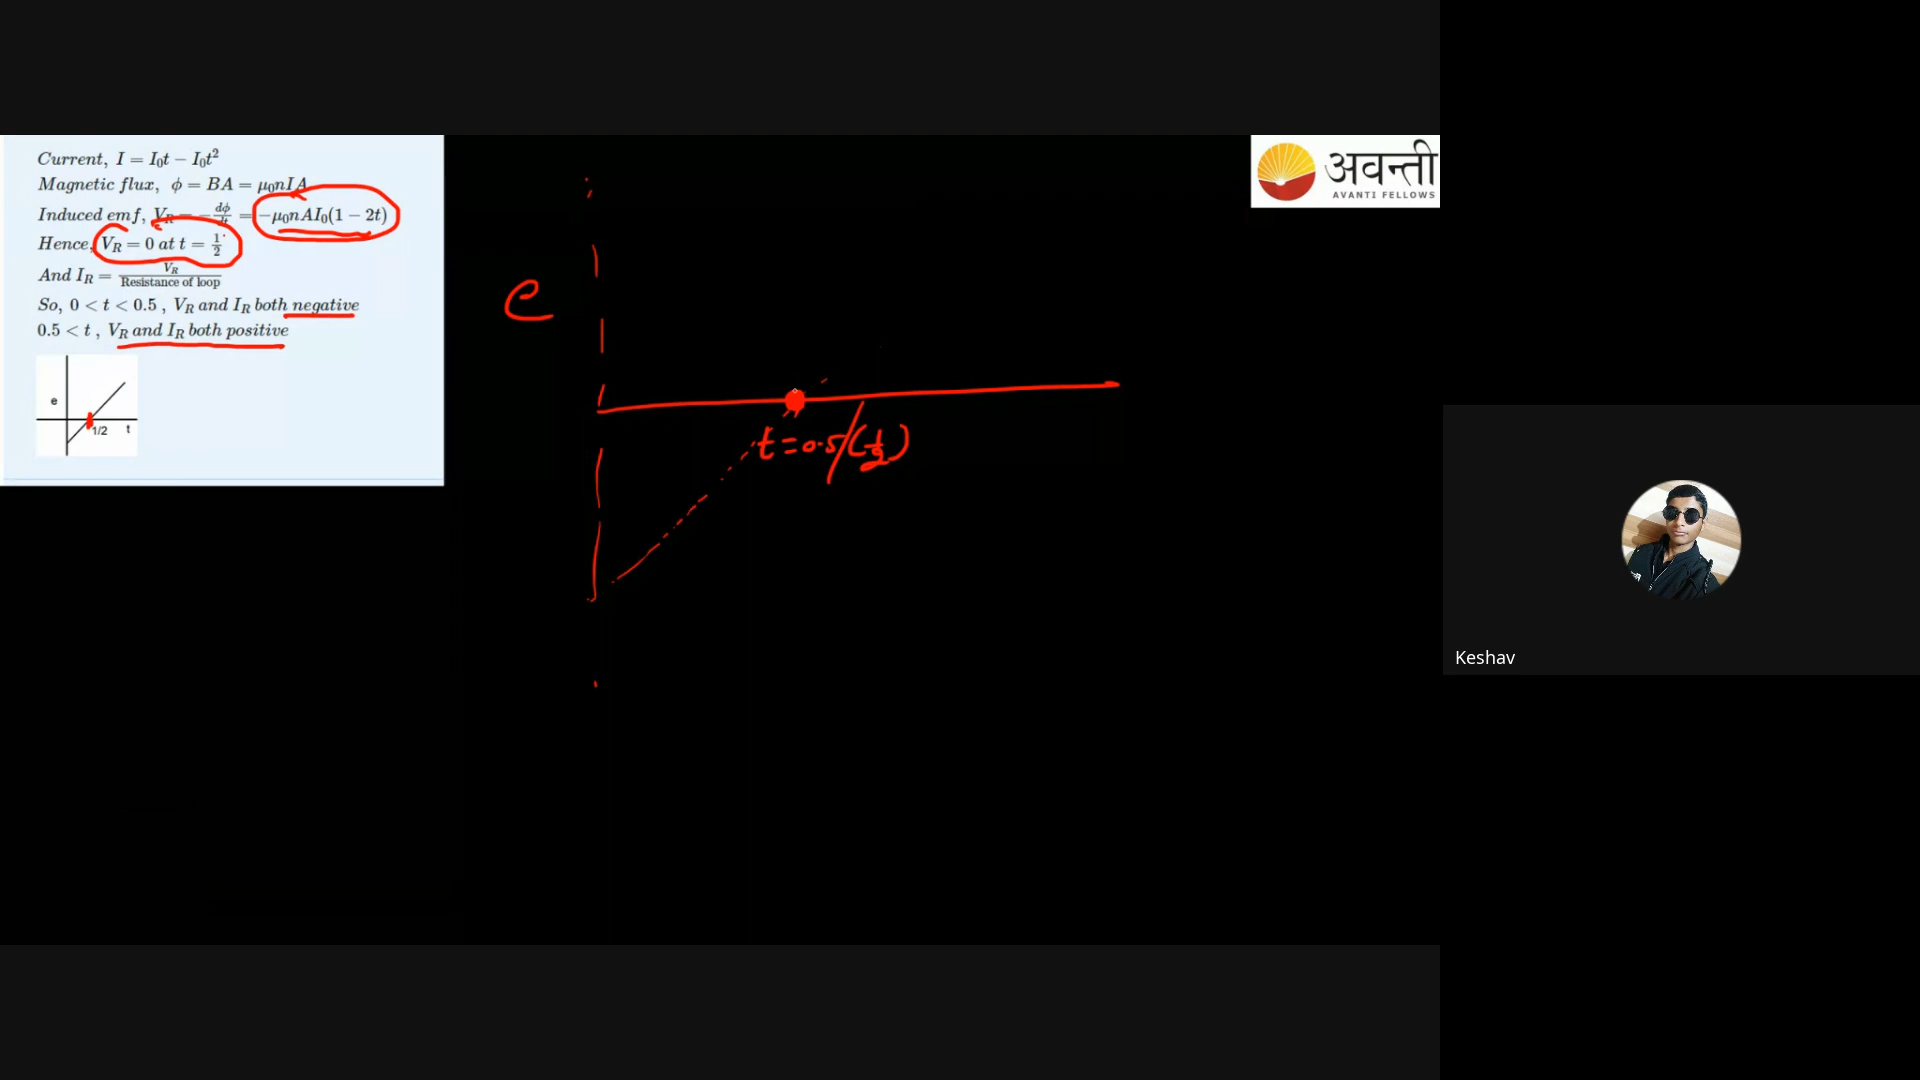 Current, I = I₀t − I₀t²
Magnetic flux, ϕ = BA = μ₀nIA
Induced emf, V_R = −dϕ/dt = −μ₀nAI₀(1 − 2t)
Hence, V_R = 0 at t = 1/2
And I_R = V_R/Resistance of loop
So, 0 < t < 0.5 , V_R and I_R both negative
0.5 < t , V_R and I_R both positive
e
1/2 t
e
t = 0.5/(1/2)
अवन्ती
AVANTI FELLOWS
Keshav